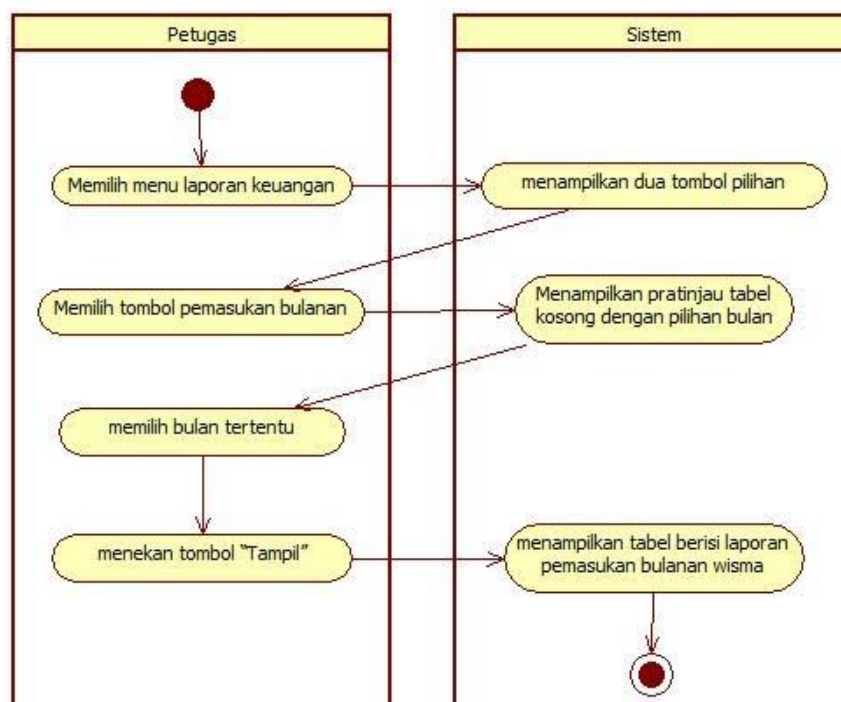 Petugas
Sistem
Memilih menu laporan keuangan
menampilkan dua tombol pilihan
Memilih tombol pemasukan bulanan
Menampilkan pratinjau tabel
kosong dengan pilihan bulan
memilih bulan tertentu
menekan tombol “Tampil”
menampilkan tabel berisi laporan
pemasukan bulanan wisma